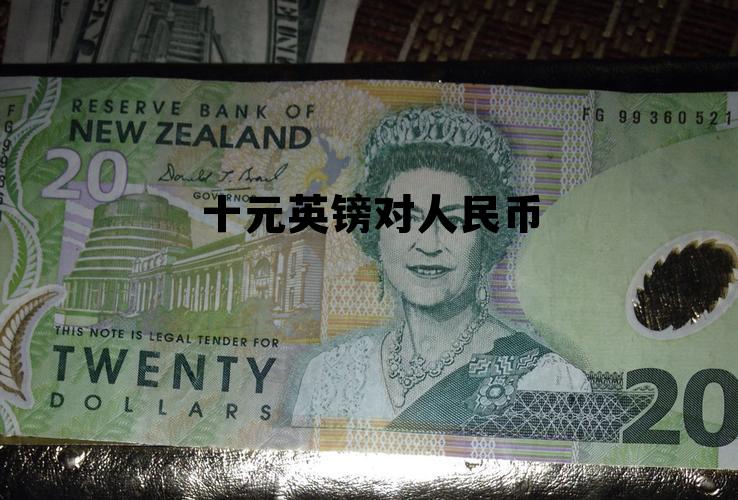 RESERVE BANK OF
NEW ZEALAND
20
GOVERNO
FG 99360521
十元英镑对人民币
THIS NOTE IS LEGAL TENDER FOR
TWENTY
DOLLARS
20